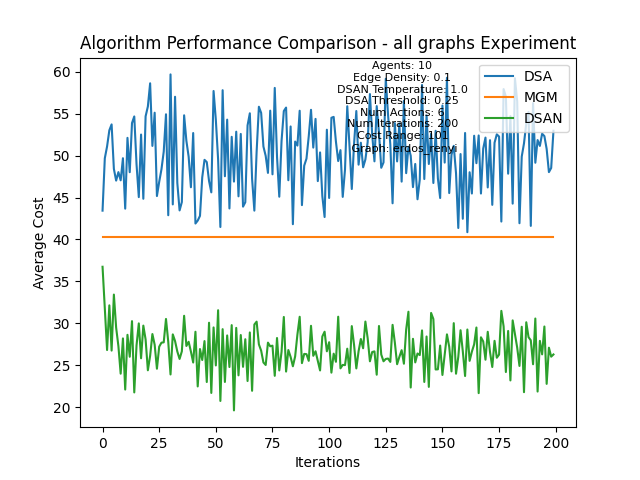 Algorithm Performance Comparison - all graphs Experiment
Agents: 10
Edge Density: 0.1
DSAN Temperature: 1.0
DSA Threshold: 0.25
Num Actions: 6
Num Iterations: 200
Cost Range: 101
Graph: erdos_renyi
DSA
MGM
DSAN
Average Cost
60
55
50
45
40
35
30
25
20
0
25
50
75
100
125
150
175
200
Iterations